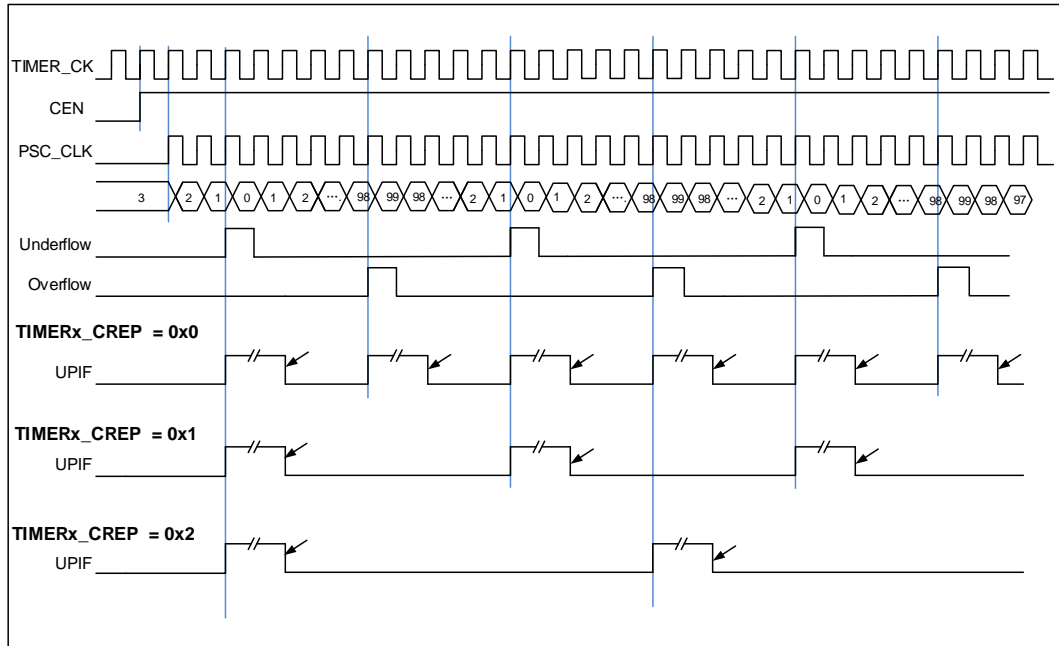 TIMER_CK
CEN
PSC_CLK
3 2 1 0 1 2 .... 98 99 98 ... 2 1 0 1 2 ... 98 99 98 ... 2 1 0 1 2 ... 98 99 98 97
Underflow
Overflow
TIMERx_CREP = 0x0
UPIF
TIMERx_CREP = 0x1
UPIF
TIMERx_CREP = 0x2
UPIF